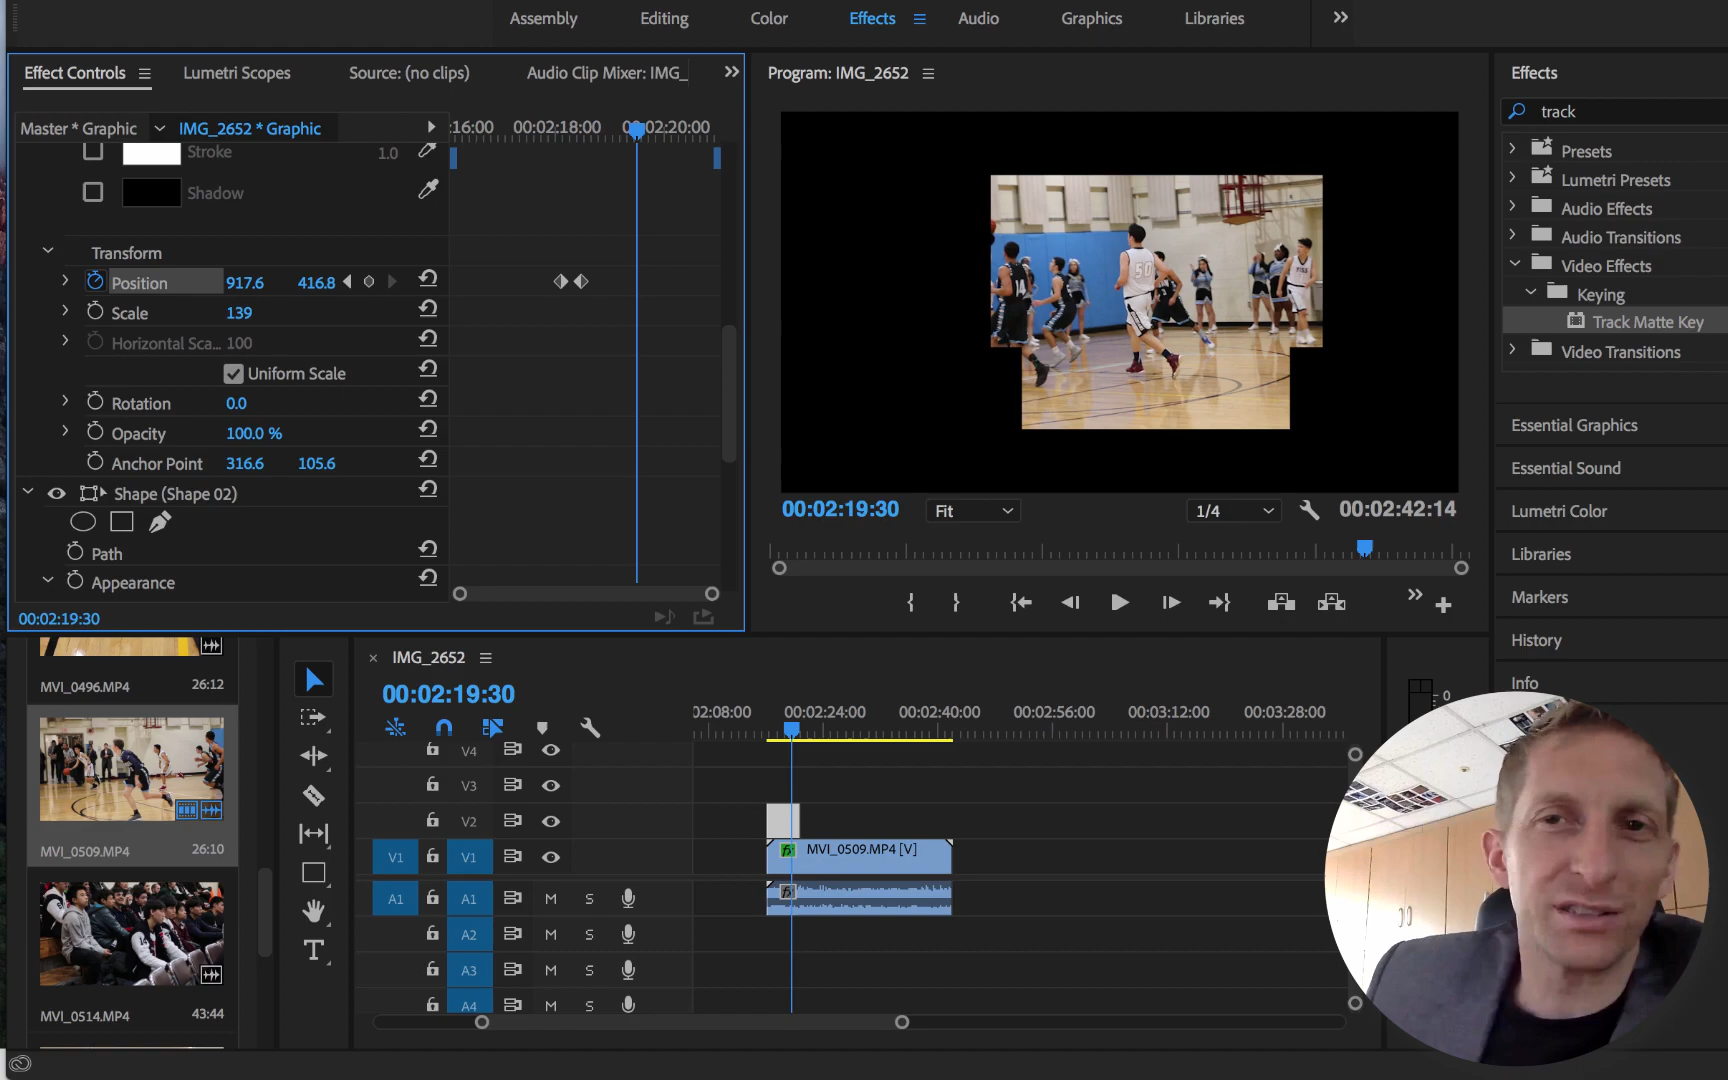 Assembly Editing Color Effects Audio Graphics Libraries
Effect Controls Lumetri Scopes Source: (no clips) Audio Clip Mixer: IMG_
Master * Graphic IMG_2652 * Graphic
:16:00 00:02:18:00 00:02:20:00
Stroke 1.0
Shadow
Transform
Position 917.6 416.8
Scale 139
Horizontal Sca... 100
Uniform Scale
Rotation 0.0
Opacity 100.0 %
Anchor Point 316.6 105.6
Shape (Shape 02)
Path
Appearance
00:02:19:30
Program: IMG_2652
50
14
00:02:19:30 Fit 1/4 00:02:42:14
Effects
track
Presets
Lumetri Presets
Audio Effects
Audio Transitions
Video Effects
Keying
Track Matte Key
Video Transitions
Essential Graphics
Essential Sound
Lumetri Color
Libraries
Markers
History
Info
MVI_0496.MP4 26:12
MVI_0509.MP4 26:10
MVI_0514.MP4 43:44
T
× IMG_2652
00:02:19:30
02:08:00 00:02:24:00 00:02:40:00 00:02:56:00 00:03:12:00 00:03:28:00
V4
V3
V2
V1 V1 fx MVI_0509.MP4 [V]
A1 A1 M S fx
A2 M S
A3 M S
A4 M S
0